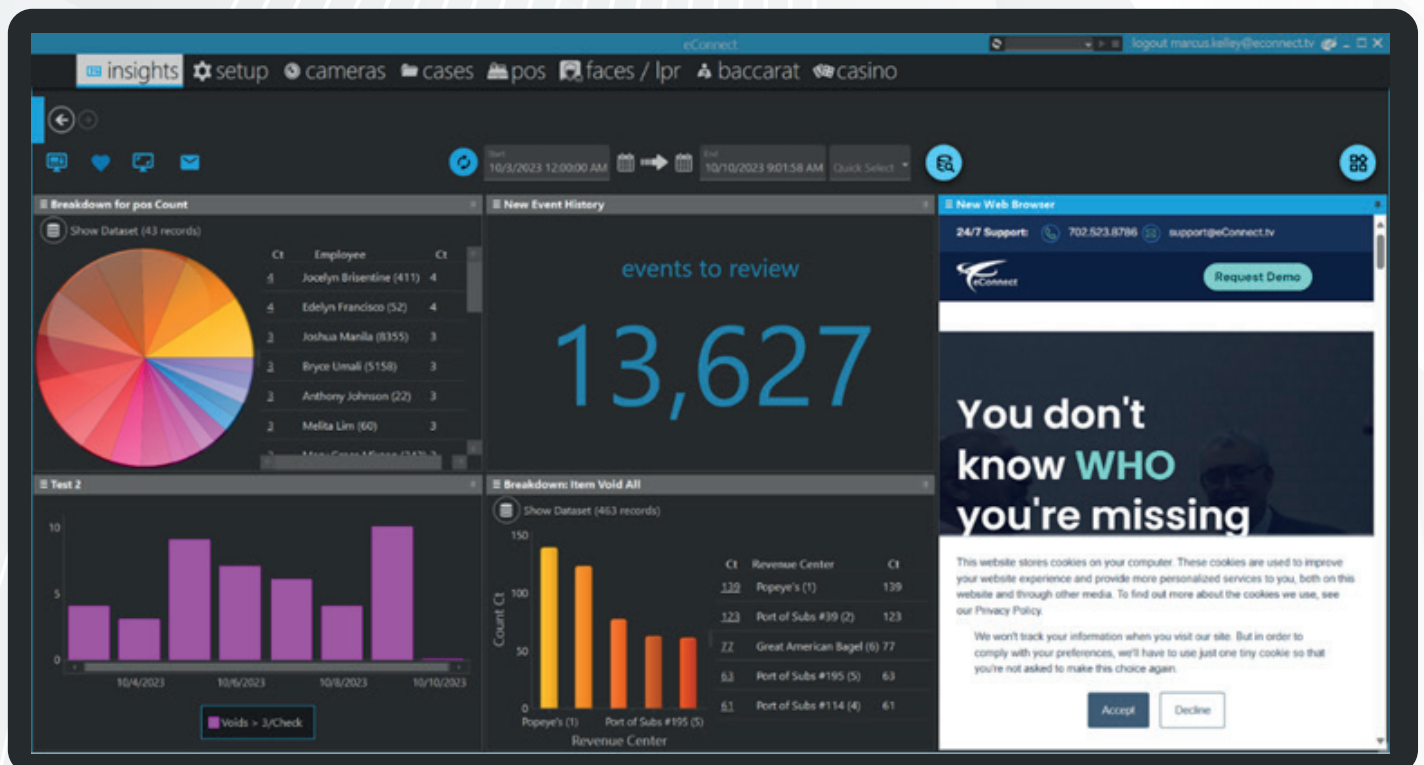 eConnect
logout marcus.kelley@econnect.tv
insights setup cameras cases pos faces / lpr baccarat casino
Start
10/3/2023 12:00:00 AM
End
10/10/2023 9:01:58 AM
Quick Select
Breakdown for pos Count
Show Dataset (43 records)
Ct Employee Ct
4 Jocelyn Brisentine (411) 4
4 Edelyn Francisco (52) 4
3 Joshua Manila (8355) 3
3 Bryce Umali (5158) 3
3 Anthony Johnson (22) 3
3 Melita Lim (60) 3
New Event History
events to review
13,627
New Web Browser
24/7 Support: 702.523.8786 support@eConnect.tv
eConnect
Request Demo
You don't
know WHO
you're missing
This website stores cookies on your computer. These cookies are used to improve
your website experience and provide more personalized services to you, both on this
website and through other media. To find out more about the cookies we use, see
our Privacy Policy.
We won't track your information when you visit our site. But in order to
comply with your preferences, we'll have to use just one tiny cookie so that
you're not asked to make this choice again.
Accept
Decline
Test 2
10
5
0
10/4/2023 10/6/2023 10/8/2023 10/10/2023
Voids > 3/Check
Breakdown: Item Void All
Show Dataset (463 records)
150
100
50
0
Count Ct
Popeye's (1) Port of Subs #195 (5)
Revenue Center
Ct Revenue Center Ct
139 Popeye's (1) 139
123 Port of Subs #39 (2) 123
77 Great American Bagel (6) 77
63 Port of Subs #195 (5) 63
61 Port of Subs #114 (4) 61